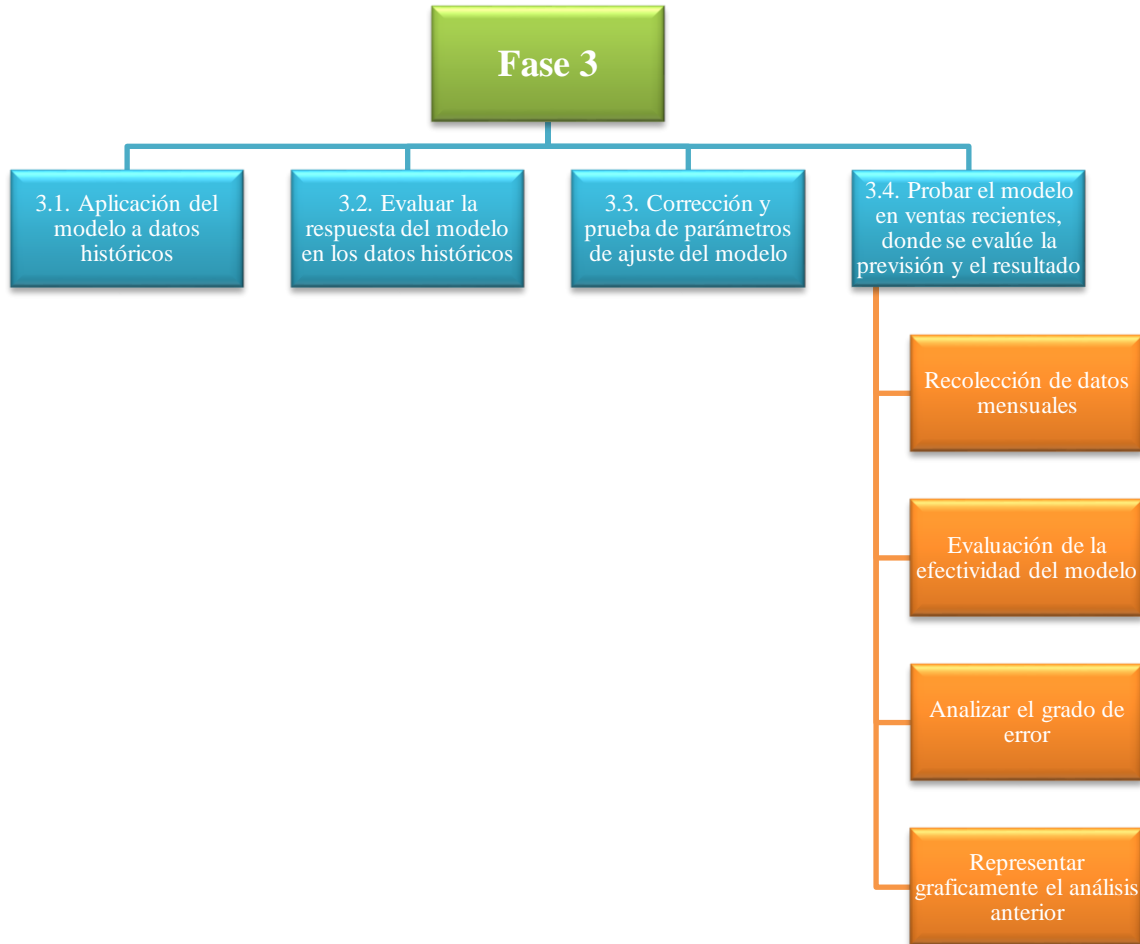 Fase 3
3.1. Aplicación del
modelo a datos
históricos
3.2. Evaluar la
respuesta del modelo
en los datos históricos
3.3. Corrección y
prueba de parámetros
de ajuste del modelo
3.4. Probar el modelo
en ventas recientes,
donde se evalúe la
previsión y el resultado
Recolección de datos
mensuales
Evaluación de la
efectividad del modelo
Analizar el grado de
error
Representar
graficamente el análisis
anterior